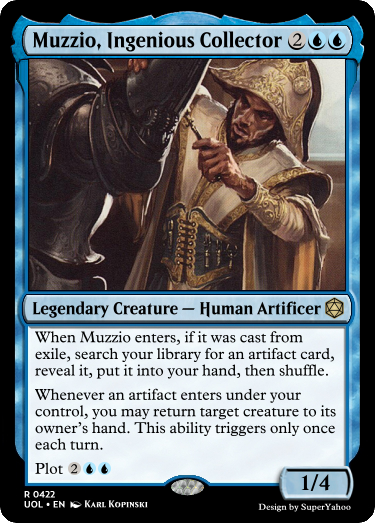 Muzzio, Ingenious Collector 2
Legendary Creature — Human Artificer
When Muzzio enters, if it was cast from
exile, search your library for an artifact card,
reveal it, put it into your hand, then shuffle.
Whenever an artifact enters under your
control, you may return target creature to its
owner's hand. This ability triggers only once
each turn.
Plot 2
1/4
R 0422
UOL • EN Karl Kopinski
Design by SuperYahoo